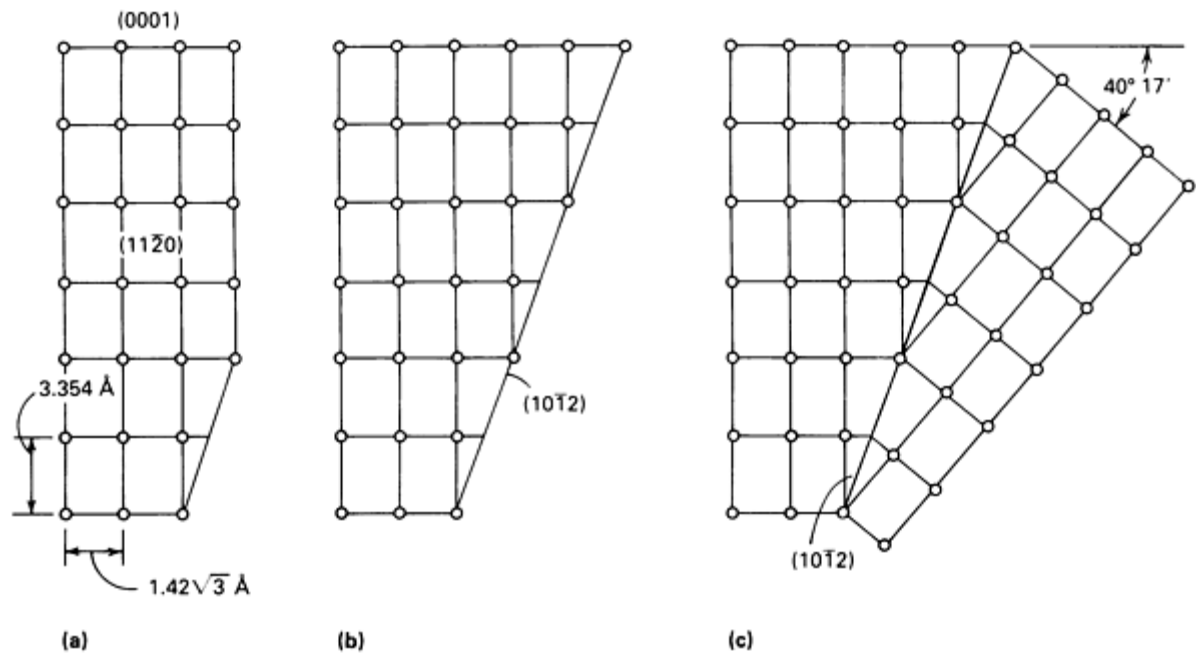 (0001)
40° 17′
(112̄0)
3.354 Å
(101̄2)
(101̄2)
1.42√3 Å
(a)
(b)
(c)